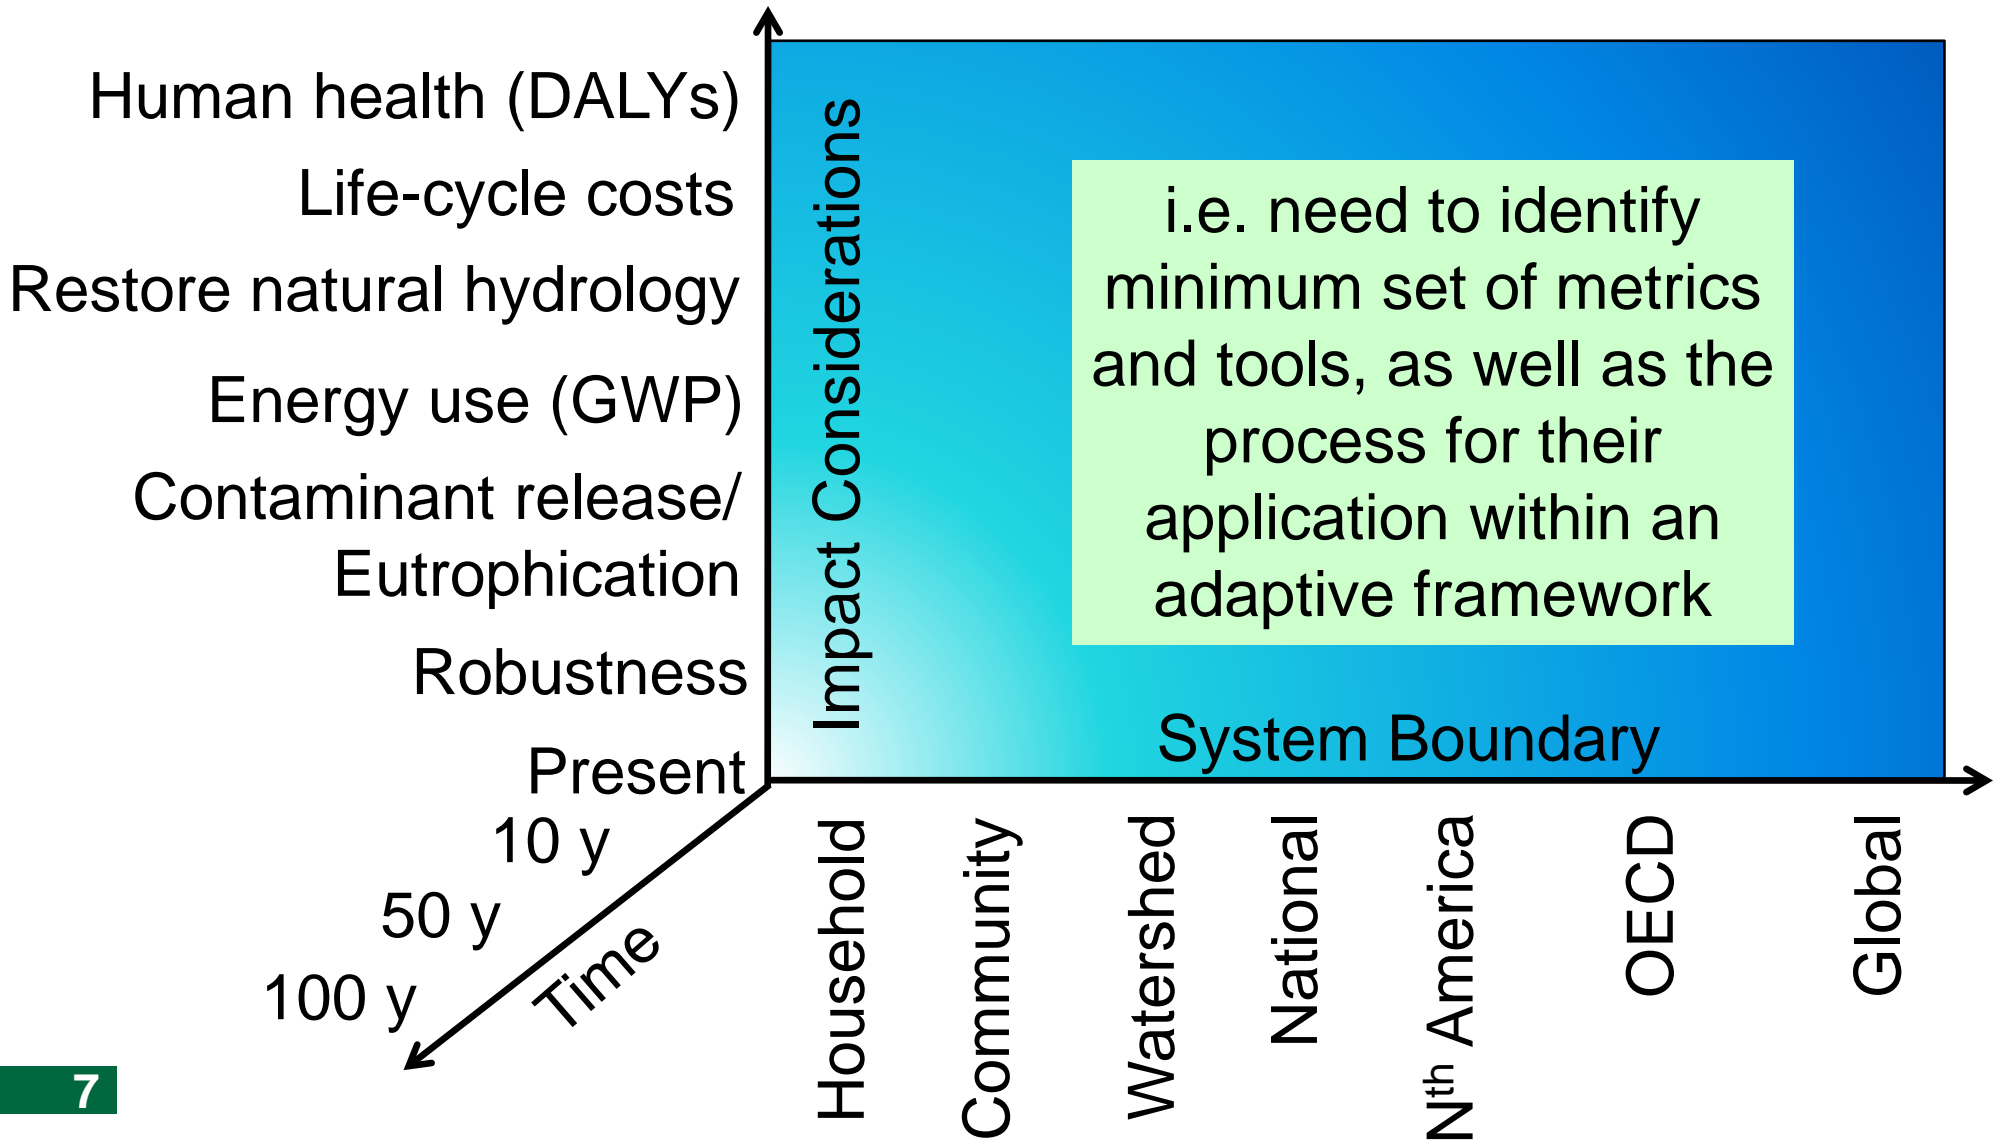 Human health (DALYs)
Life-cycle costs
Restore natural hydrology
Energy use (GWP)
Contaminant release/
Eutrophication
Robustness
Present
10 y
50 y
100 y
Time
Impact Considerations
i.e. need to identify
minimum set of metrics
and tools, as well as the
process for their
application within an
adaptive framework
System Boundary
Household
Community
Watershed
National
Nth America
OECD
Global
7